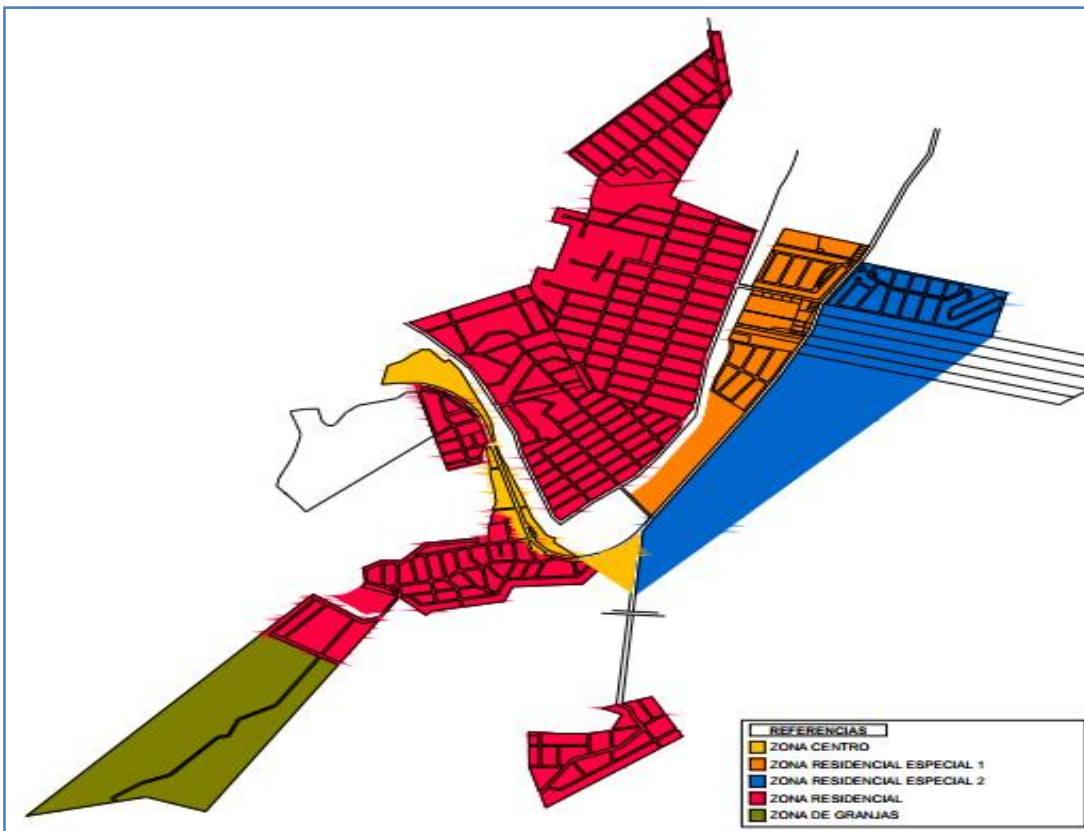 REFERENCIAS
ZONA CENTRO
ZONA RESIDENCIAL ESPECIAL 1
ZONA RESIDENCIAL ESPECIAL 2
ZONA RESIDENCIAL
ZONA DE GRANJAS